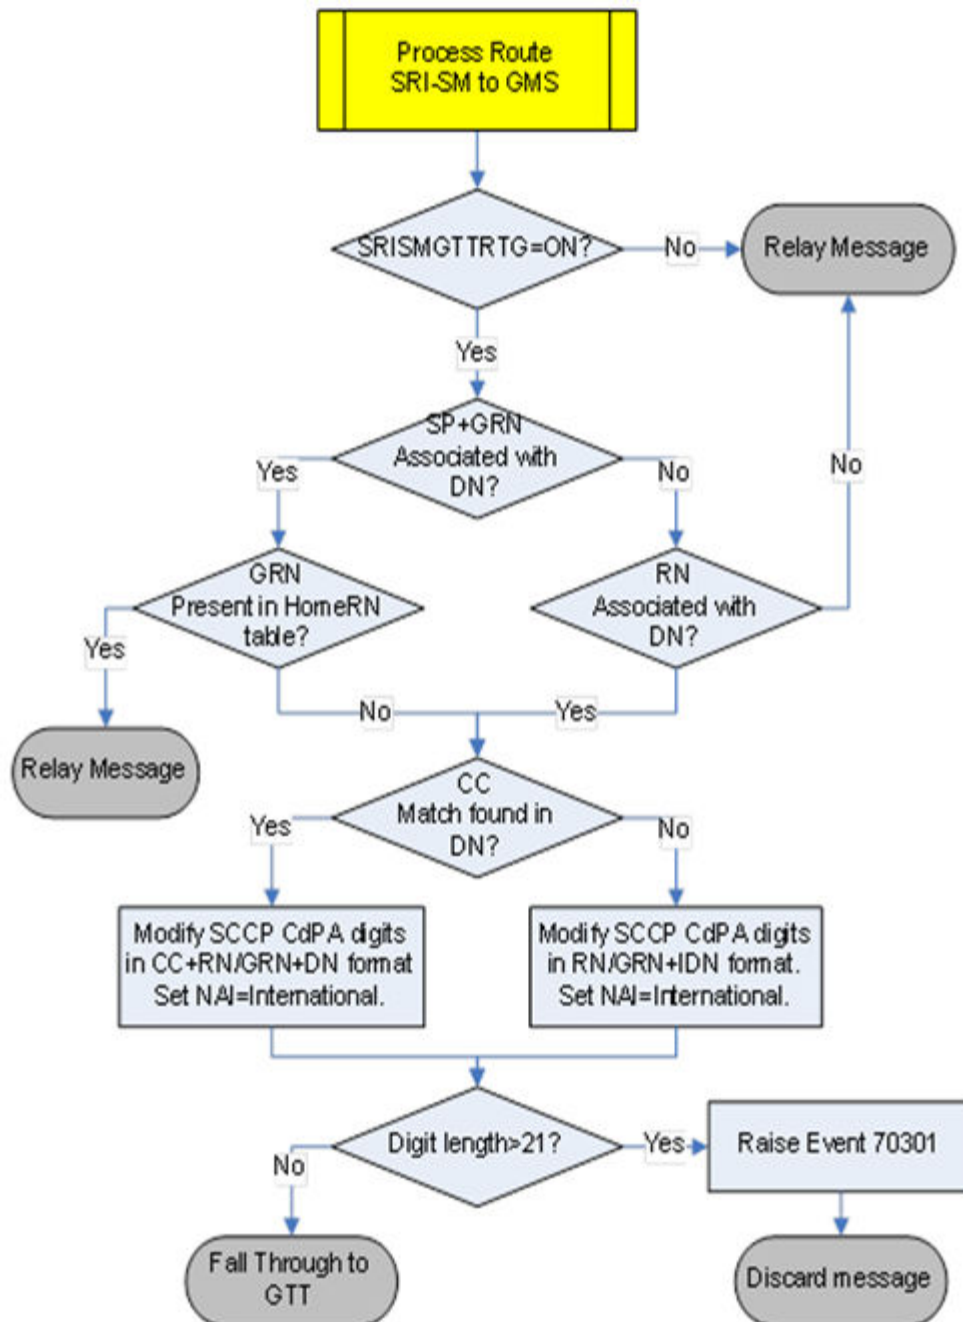 Process Route
SRI-SM to GMS
SRISMGTTRTG=ON?
No
Relay Message
Yes
SP+GRN
Associated with
DN?
Yes
No
No
GRN
Present in HomeRN
table?
RN
Associated with
DN?
Yes
No
Yes
Relay Message
CC
Match found in
DN?
Yes
No
Modify SCCP CdPA digits
in CC+RN/GRN+DN format
Set NAI=International.
Modify SCCP CdPA digits
in RN/GRN+IDN format.
Set NAI=International.
Digit length>21?
Yes
Raise Event 70301
No
Fall Through to
GTT
Discard message